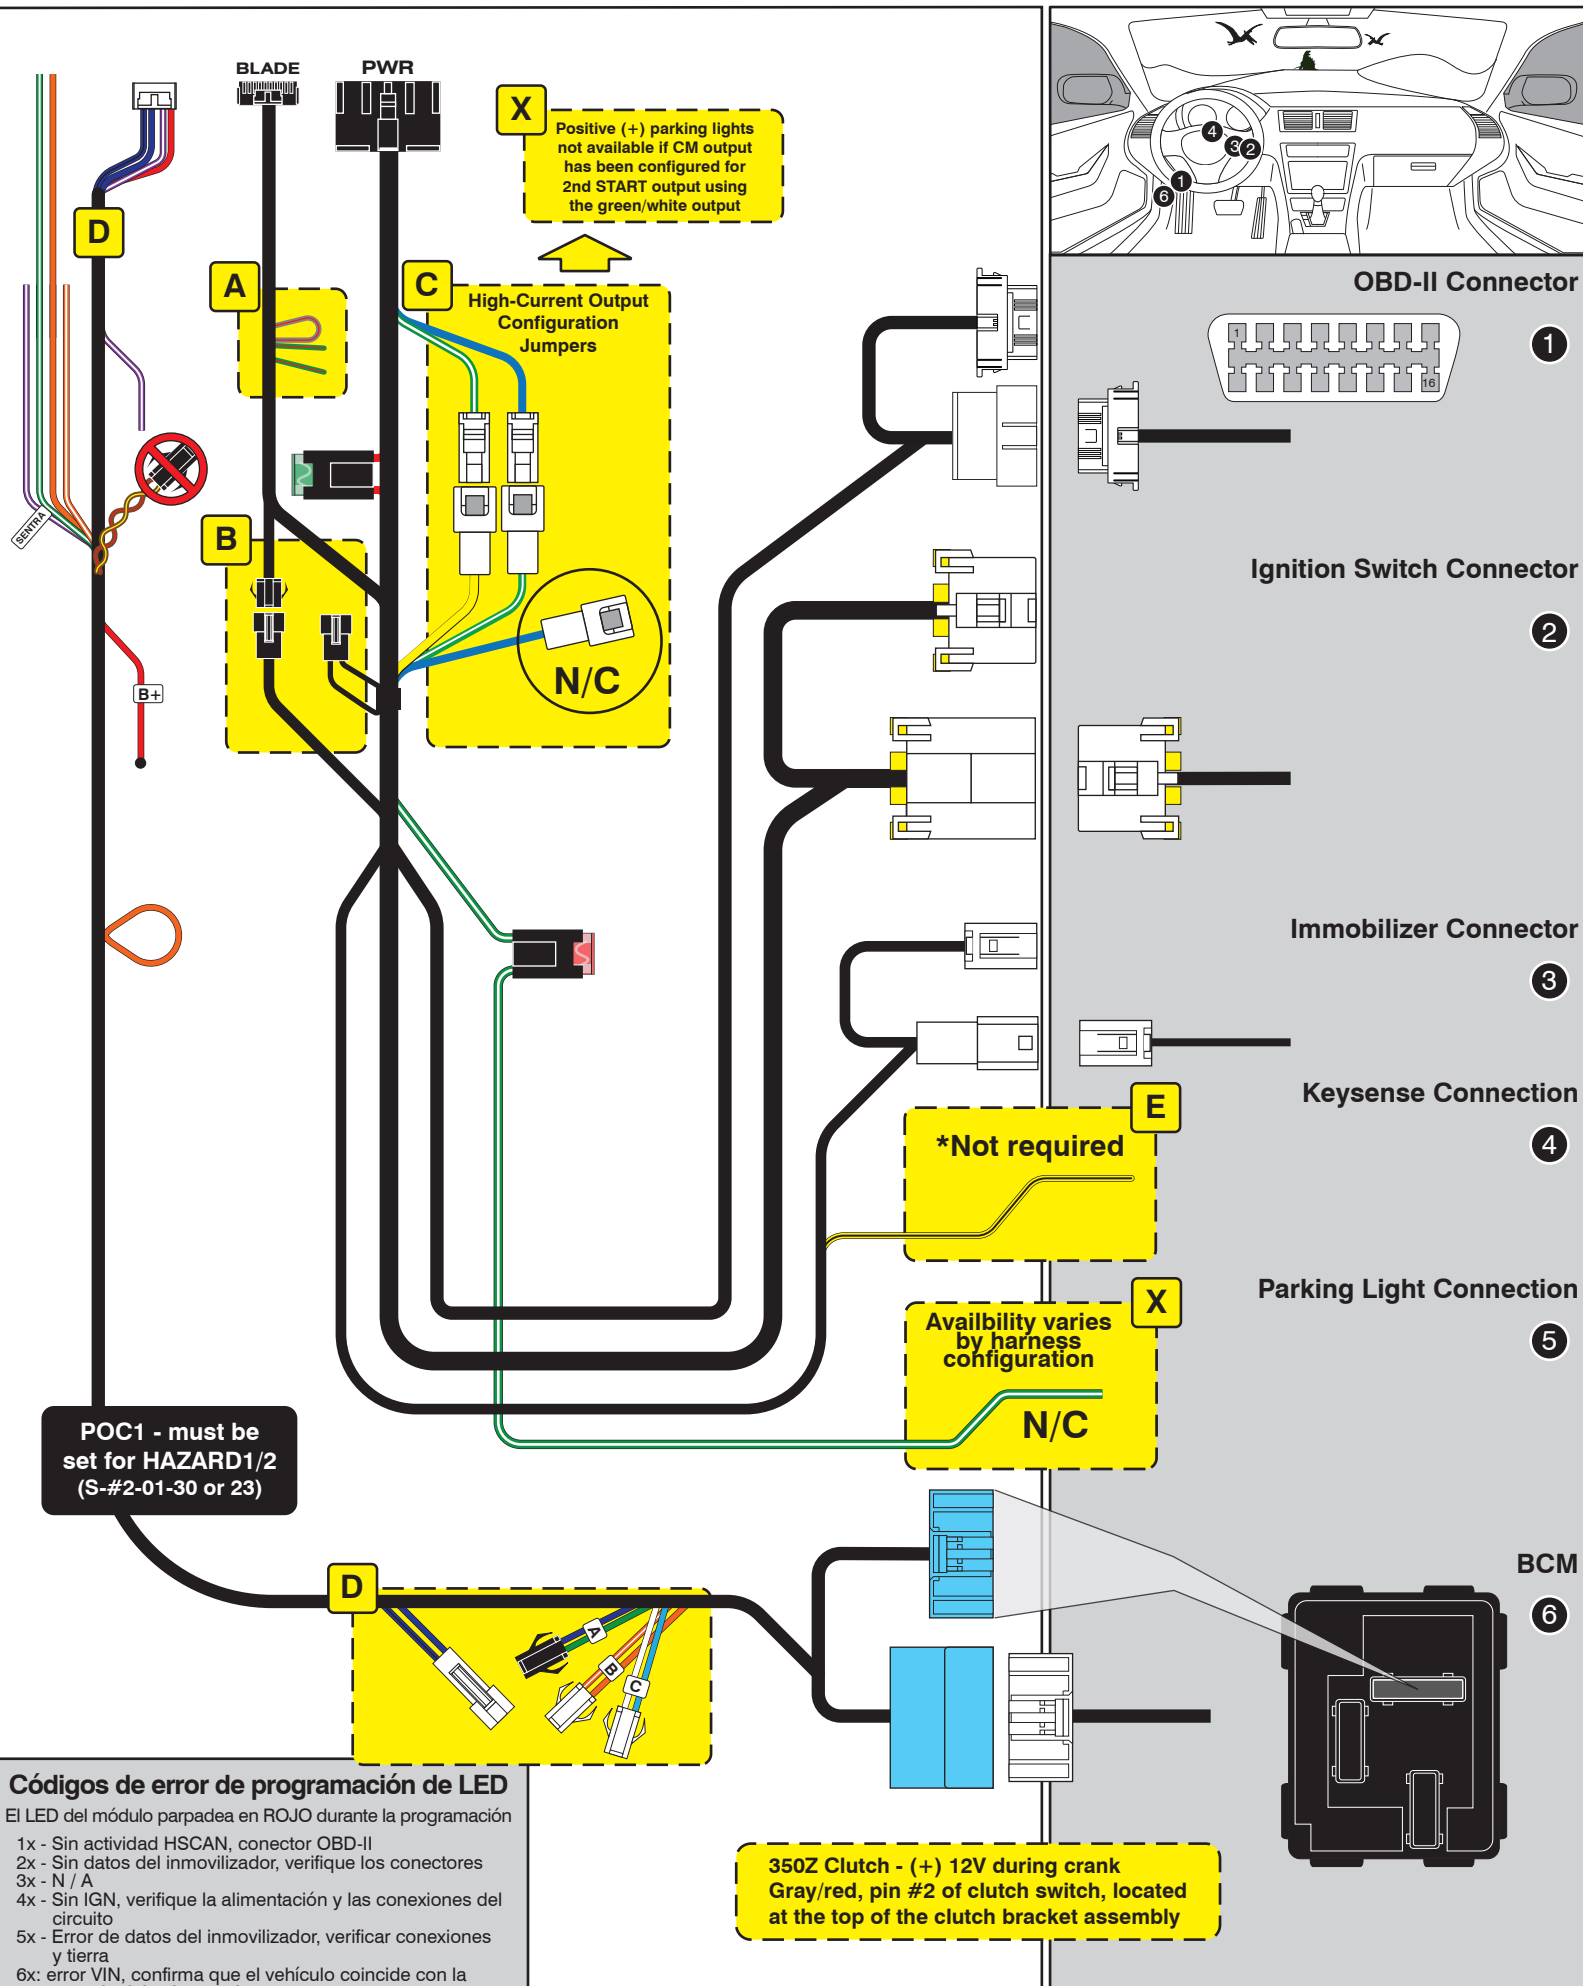 BLADE
PWR
X
Positive (+) parking lights
not available if CM output
has been configured for
2nd START output using
the green/white output
D
A
C
High-Current Output
Configuration
Jumpers
SENTRA
B
N/C
B+
4
3
2
1
6
OBD-II Connector
1
16
1
Ignition Switch Connector
2
Immobilizer Connector
3
Keysense Connection
4
E
*Not required
Parking Light Connection
5
X
Availbility varies
by harness
configuration
N/C
POC1 - must be
set for HAZARD1/2
(S-#2-01-30 or 23)
D
A
B
C
BCM
6
Códigos de error de programación de LED
El LED del módulo parpadea en ROJO durante la programación
1x - Sin actividad HSCAN, conector OBD-II
2x - Sin datos del inmovilizador, verifique los conectores
3x - N / A
4x - Sin IGN, verifique la alimentación y las conexiones del
circuito
5x - Error de datos del inmovilizador, verificar conexiones
y tierra
6x: error VIN, confirma que el vehículo coincide con la
350Z Clutch - (+) 12V during crank
Gray/red, pin #2 of clutch switch, located
at the top of the clutch bracket assembly